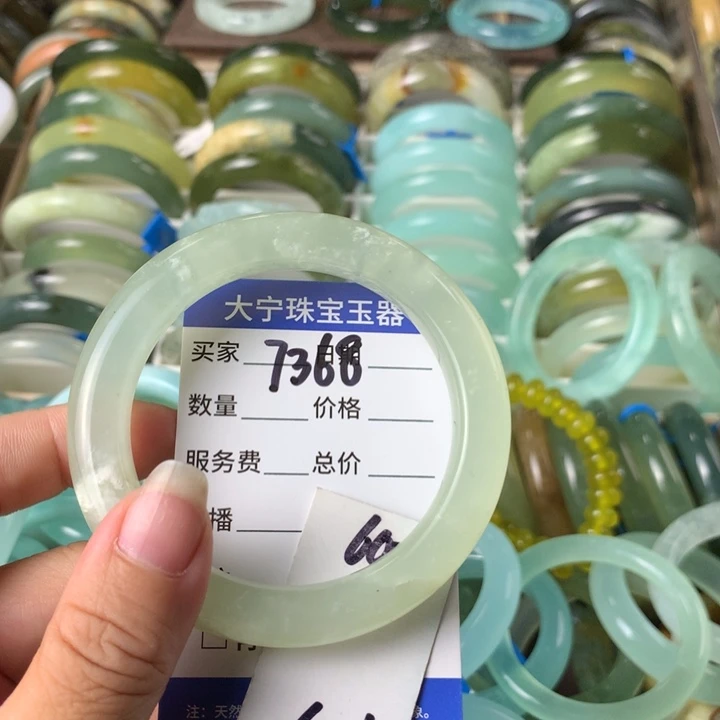 大宁珠宝玉器
买家 7368 日期
数量 价格
服务费 总价
播
60
注：天然